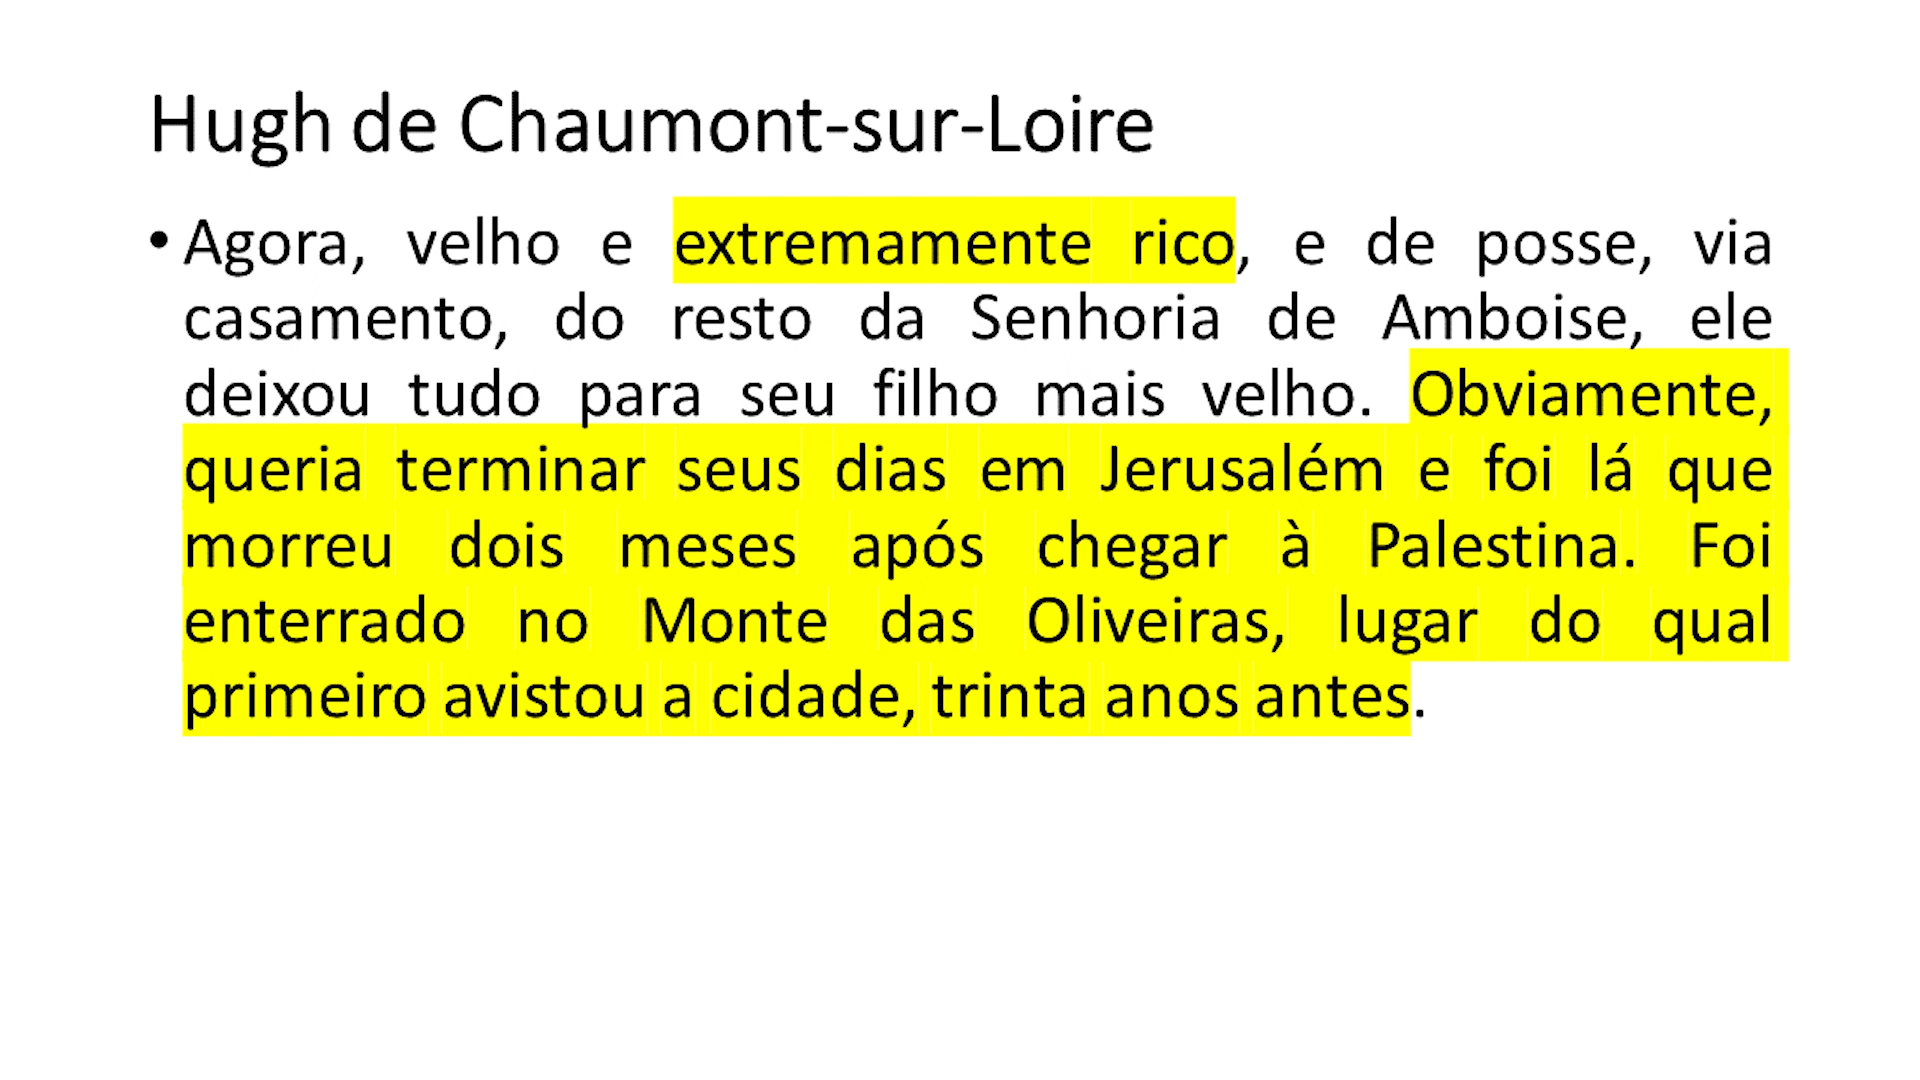 Hugh de Chaumont-sur-Loire
• Agora, velho e extremamente rico, e de posse, via
casamento, do resto da Senhoria de Amboise, ele
deixou tudo para seu filho mais velho. Obviamente,
queria terminar seus dias em Jerusalém e foi lá que
morreu dois meses após chegar à Palestina. Foi
enterrado no Monte das Oliveiras, lugar do qual
primeiro avistou a cidade, trinta anos antes.